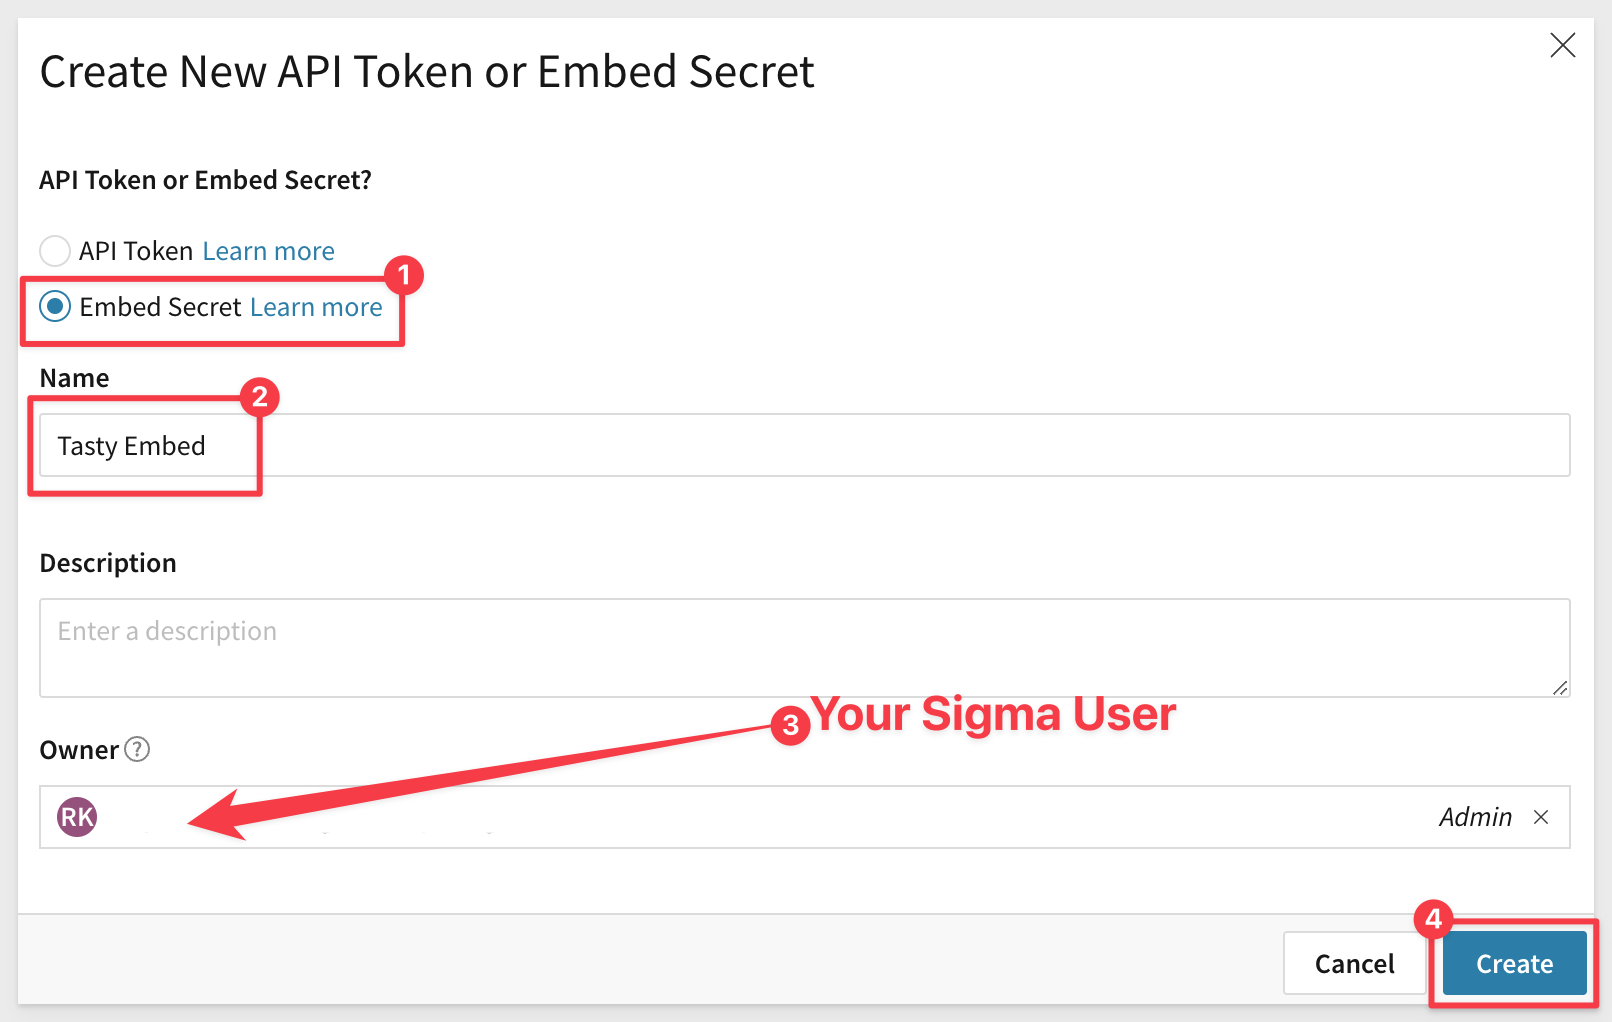 Create New API Token or Embed Secret
API Token or Embed Secret?
API Token Learn more
1
Embed Secret Learn more
Name
2
Tasty Embed
Description
Enter a description
3 Your Sigma User
Owner ?
RK Admin
4
Cancel Create